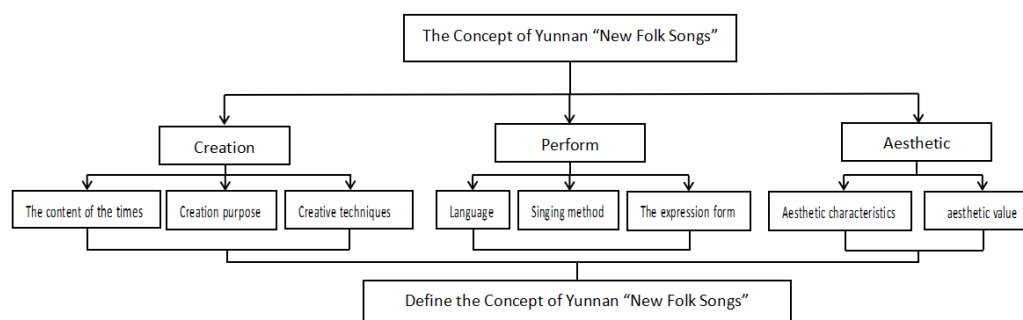 The Concept of Yunnan “New Folk Songs”
Creation
Perform
Aesthetic
The content of the times
Creation purpose
Creative techniques
Language
Singing method
The expression form
Aesthetic characteristics
aesthetic value
Define the Concept of Yunnan “New Folk Songs”